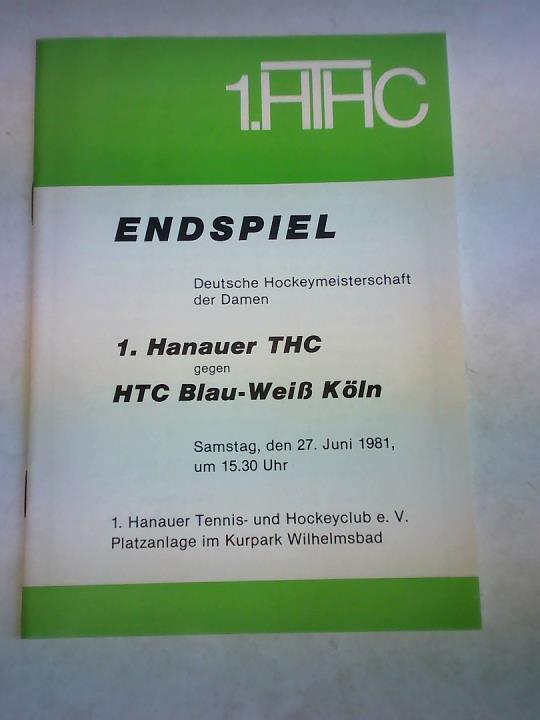 1.HTHC
ENDSPIEL
Deutsche Hockeymeisterschaft
der Damen
1. Hanauer THC
gegen
HTC Blau-Weiß Köln
Samstag, den 27. Juni 1981,
um 15.30 Uhr
1. Hanauer Tennis- und Hockeyclub e. V.
Platzanlage im Kurpark Wilhelmsbad